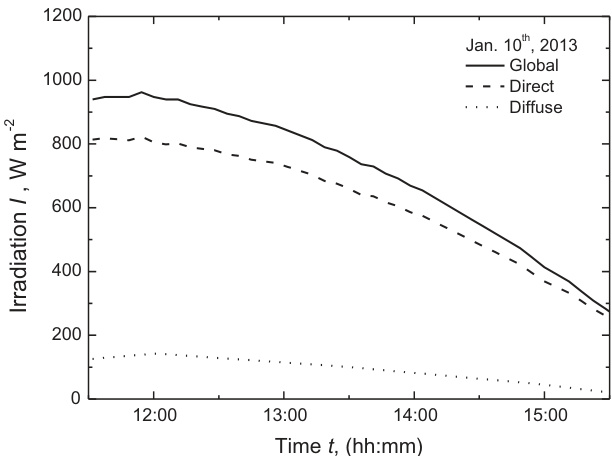 1200
1000
800
600
400
200
0
Irradiation I , W m-2
Jan. 10th, 2013
Global
Direct
Diffuse
12:00 13:00 14:00 15:00
Time t, (hh:mm)